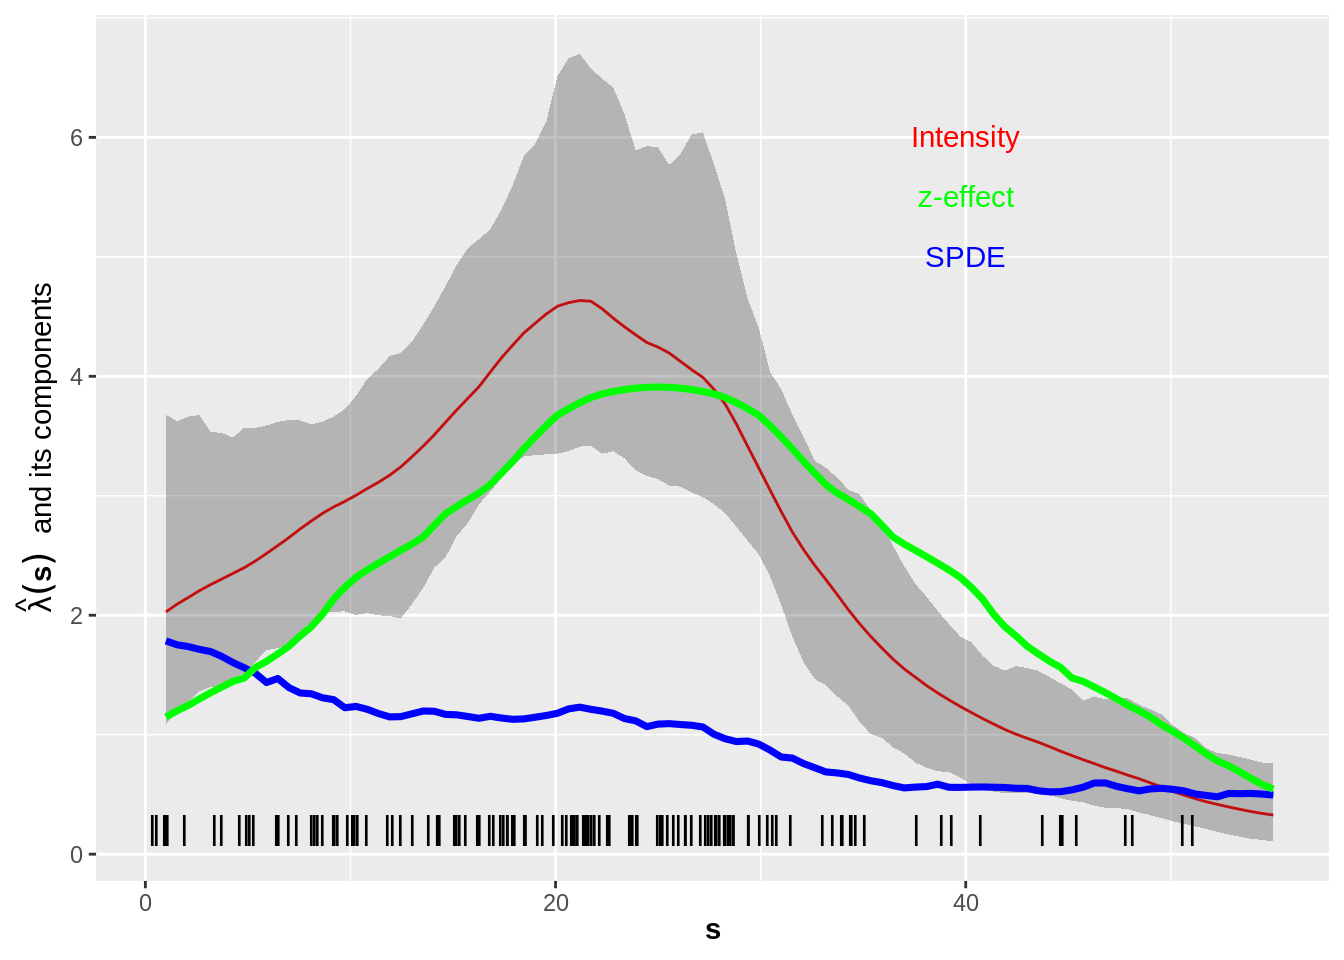 λ̂(s) and its components
6
4
2
0
Intensity
z-effect
SPDE
0 20 40
s